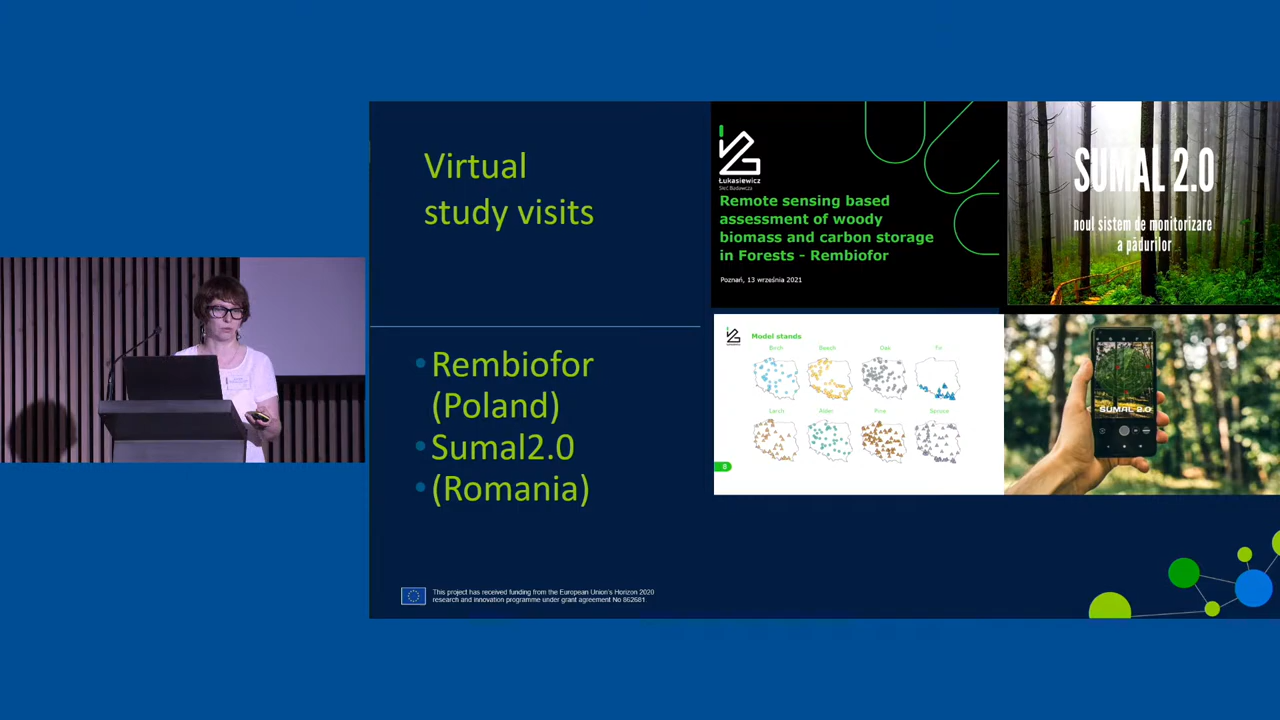 Virtual
study visits
Rembiofor
(Poland)
Sumal2.0
(Romania)
Łukasiewicz
Sieć Badawcza
Remote sensing based
assessment of woody
biomass and carbon storage
in Forests - Rembiofor
Poznań, 13 września 2021
SUMAL 2.0
noul sistem de monitorizare
a pădurilor
Model stands
Birch Beech Oak Fir
Larch Alder Pine Spruce
8
SUMAL 2.0
This project has received funding from the European Union's Horizon 2020
research and innovation programme under grant agreement No 862681.